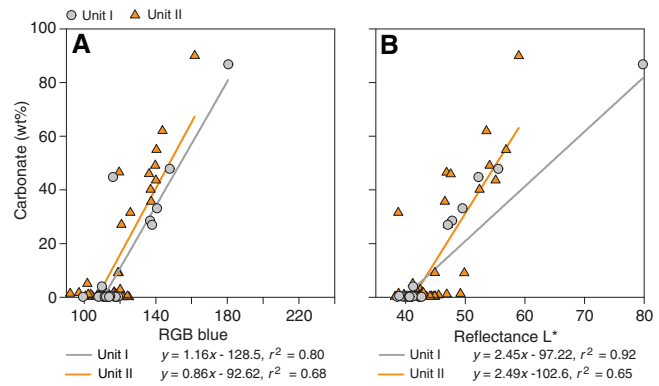 Unit I Unit II
A
B
Carbonate (wt%)
100
80
60
40
20
0
100 140 180 220
40 50 60 70 80
RGB blue
Reflectance L*
Unit I y = 1.16x - 128.5, r² = 0.80
Unit II y = 0.86x - 92.62, r² = 0.68
Unit I y = 2.45x - 97.22, r² = 0.92
Unit II y = 2.49x -102.6, r² = 0.65